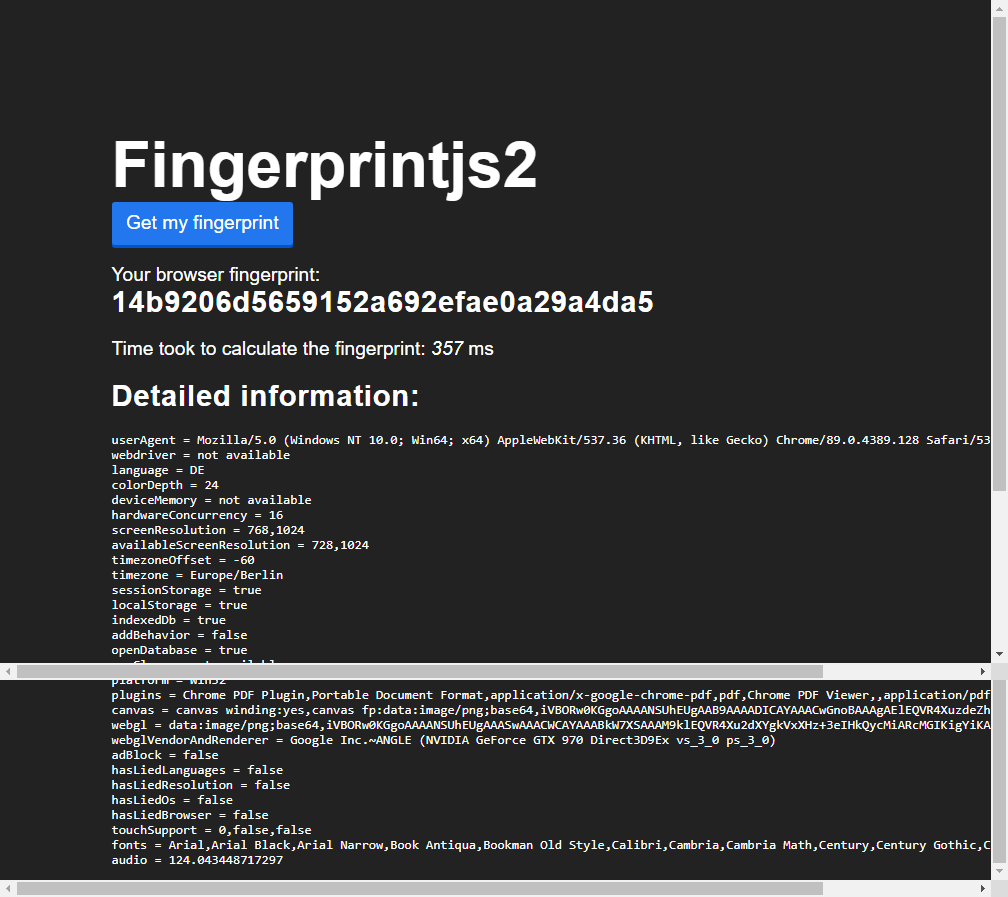 Fingerprintjs2
Get my fingerprint
Your browser fingerprint:
14b9206d5659152a692efae0a29a4da5
Time took to calculate the fingerprint: 357 ms
Detailed information:
userAgent = Mozilla/5.0 (Windows NT 10.0; Win64; x64) AppleWebKit/537.36 (KHTML, like Gecko) Chrome/89.0.4389.128 Safari/53
webdriver = not available
language = DE
colorDepth = 24
deviceMemory = not available
hardwareConcurrency = 16
screenResolution = 768,1024
availableScreenResolution = 728,1024
timezoneOffset = -60
timezone = Europe/Berlin
sessionStorage = true
localStorage = true
indexedDb = true
addBehavior = false
openDatabase = true
platform = Win32
plugins = Chrome PDF Plugin,Portable Document Format,application/x-google-chrome-pdf,pdf,Chrome PDF Viewer,,application/pdf
canvas = canvas winding:yes,canvas fp:data:image/png;base64,iVBORw0KGgoAAAANSUhEUgAAB9AAAADICAYAAACwGnoBAAAgAElEQVR4XuzdeZh
webgl = data:image/png;base64,iVBORw0KGgoAAAANSUhEUgAAASwAAACWCAYAAABkW7XSAAAM9klEQVR4Xu2dXYgkVxXHz+3eIHkQycMiARcMGIKigYiKA
webglVendorAndRenderer = Google Inc.~ANGLE (NVIDIA GeForce GTX 970 Direct3D9Ex vs_3_0 ps_3_0)
adBlock = false
hasLiedLanguages = false
hasLiedResolution = false
hasLiedOs = false
hasLiedBrowser = false
touchSupport = 0,false,false
fonts = Arial,Arial Black,Arial Narrow,Book Antiqua,Bookman Old Style,Calibri,Cambria,Cambria Math,Century,Century Gothic,C
audio = 124.043448717297